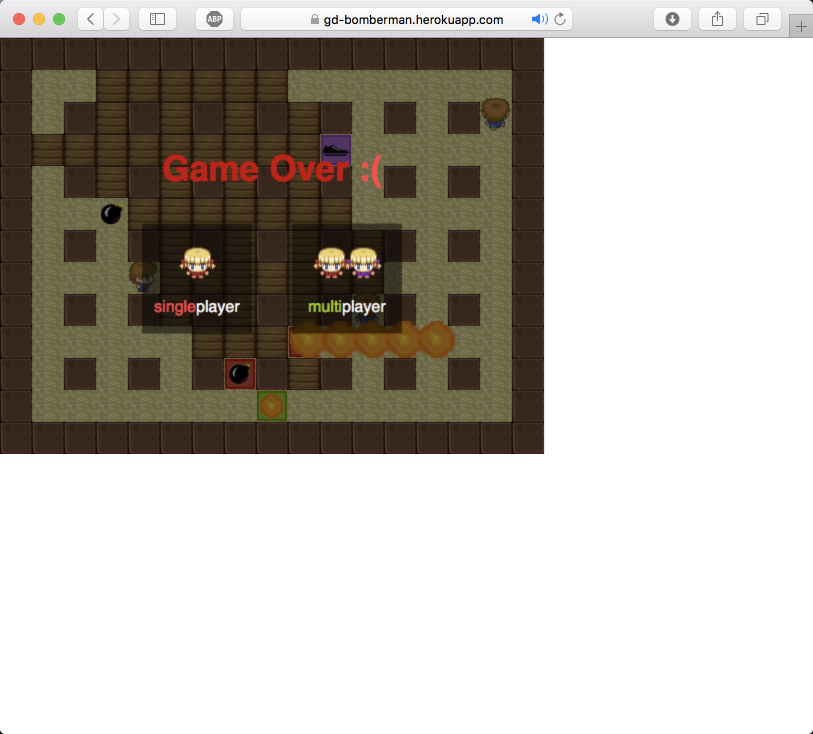 ABP
gd-bomberman.herokuapp.com
Game Over :(
singleplayer
multiplayer